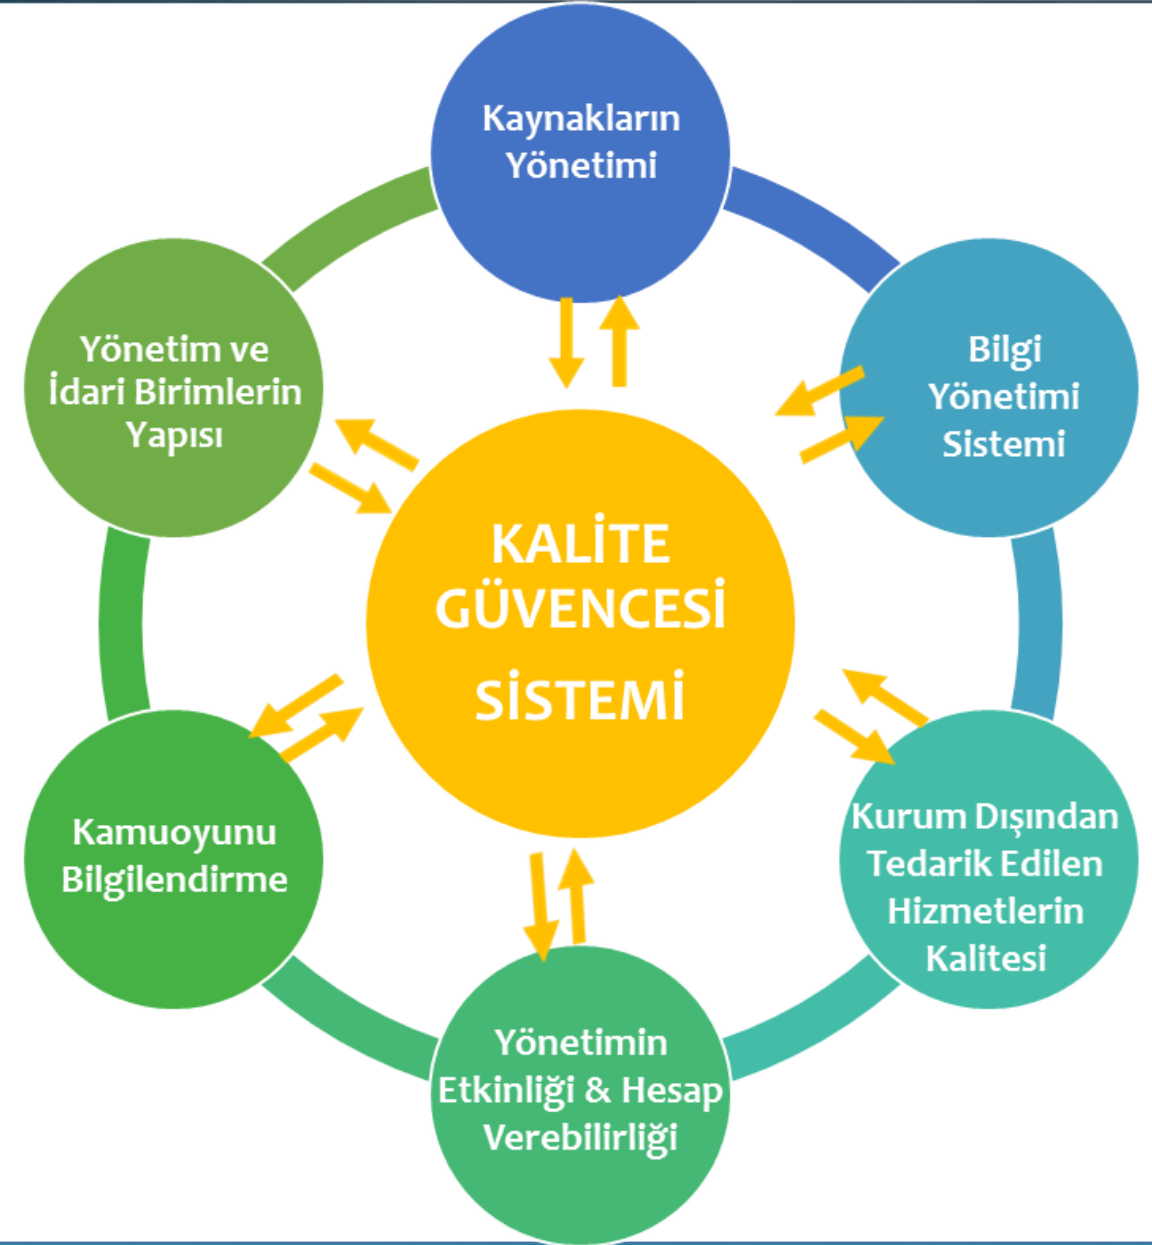 Kaynakların
Yönetimi
Bilgi
Yönetimi
Sistemi
Kurum Dışından
Tedarik Edilen
Hizmetlerin
Kalitesi
Yönetimin
Etkinliği & Hesap
Verebilirliği
Kamuoyunu
Bilgilendirme
Yönetim ve
İdari Birimlerin
Yapısı
KALİTE
GÜVENCESİ
SİSTEMİ